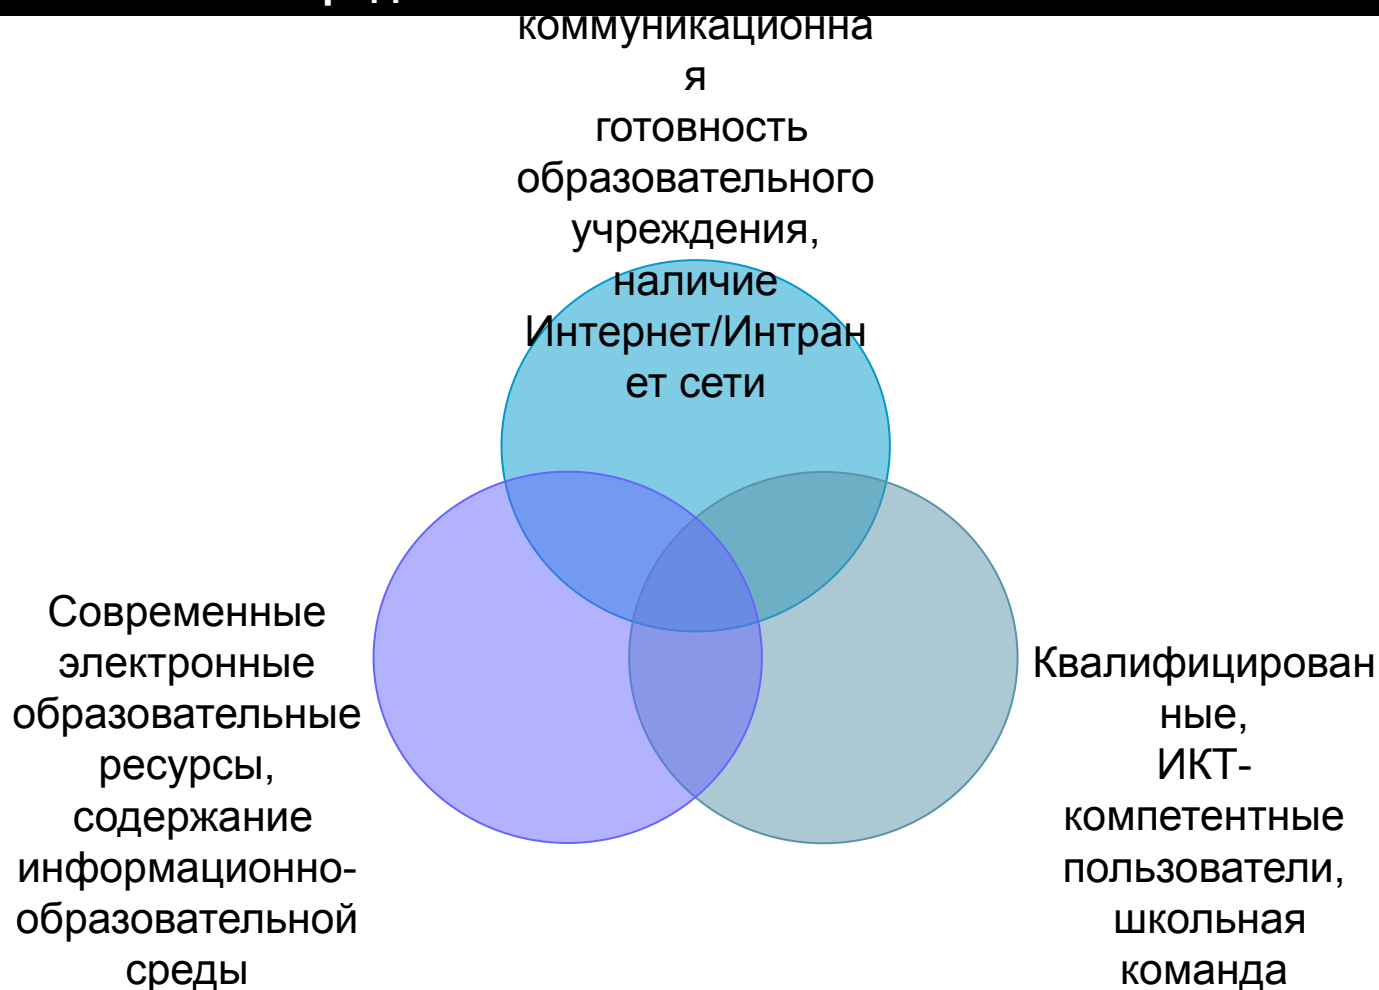 коммуникационна
я
готовность
образовательного
учреждения,
наличие
Интернет/Интран
ет сети
Современные
электронные
образовательные
ресурсы,
содержание
информационно-
образовательной
среды
Квалифицирован
ные,
ИКТ-
компетентные
пользователи,
школьная
команда